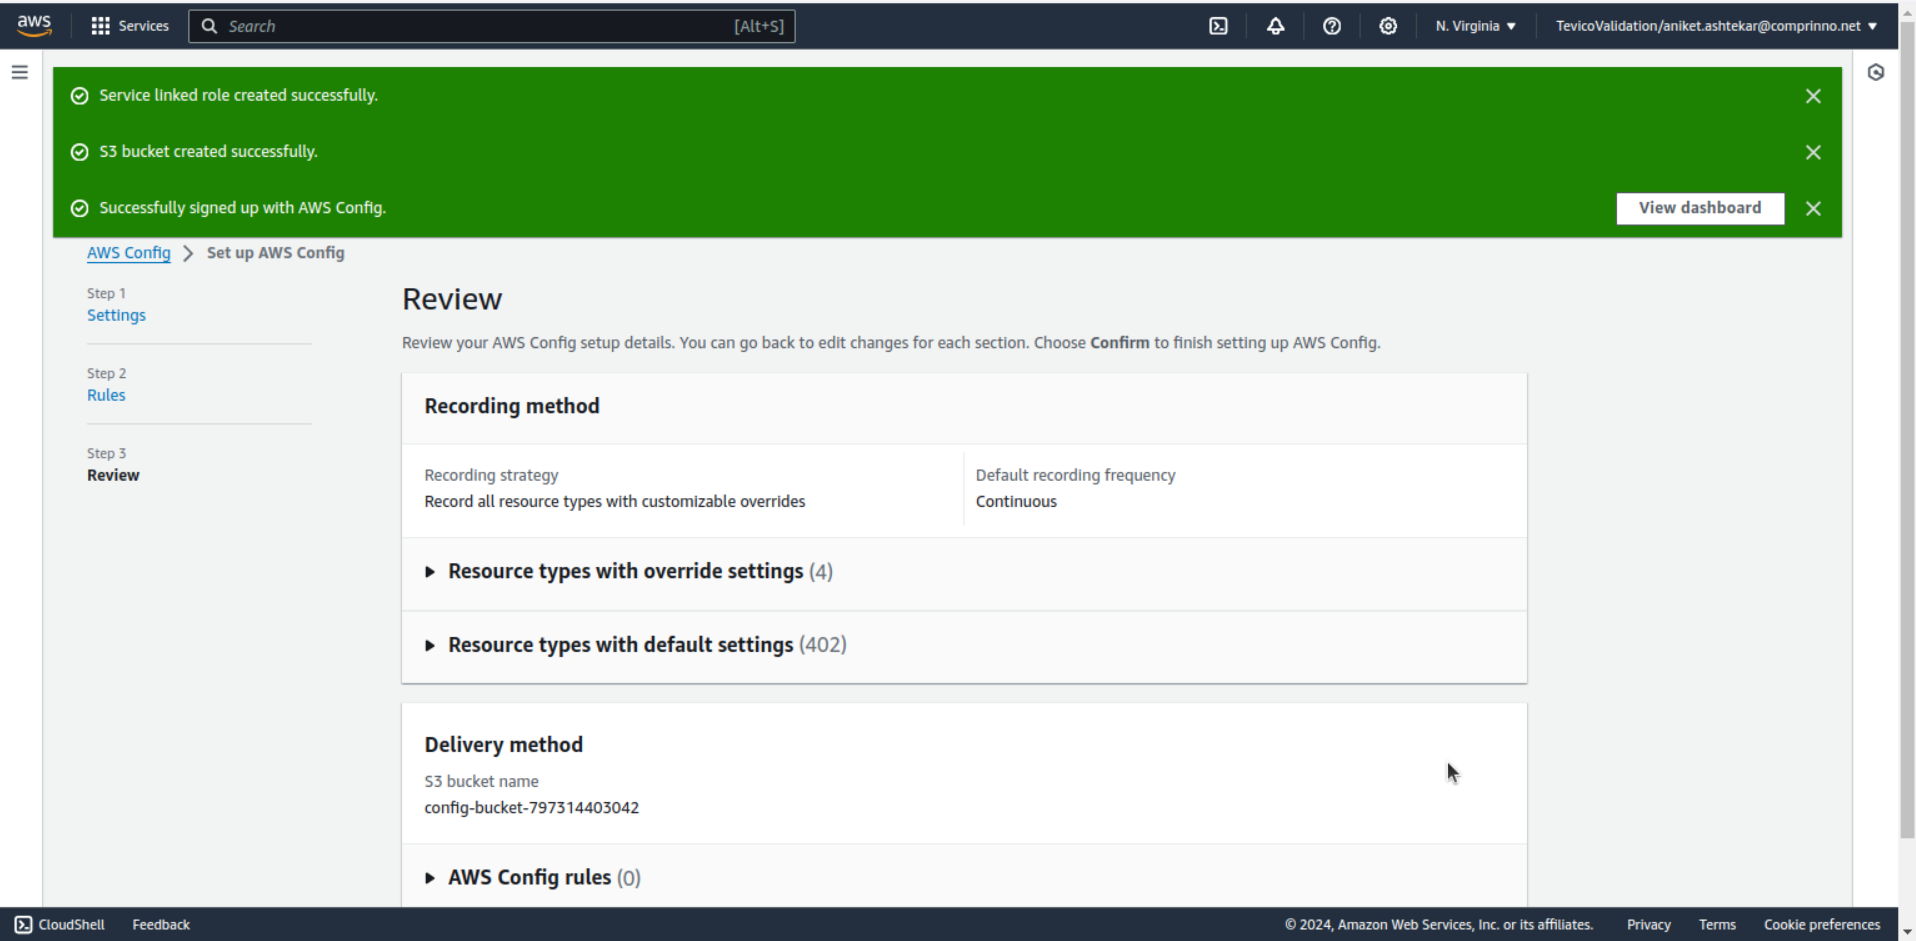 aws Services Search [Alt+S] N. Virginia TevicoValidation/aniket.ashtekar@comprinno.net
Service linked role created successfully.
S3 bucket created successfully.
Successfully signed up with AWS Config. View dashboard
AWS Config Set up AWS Config
Step 1
Settings
Step 2
Rules
Step 3
Review
Review
Review your AWS Config setup details. You can go back to edit changes for each section. Choose Confirm to finish setting up AWS Config.
Recording method
Recording strategy
Record all resource types with customizable overrides
Default recording frequency
Continuous
Resource types with override settings (4)
Resource types with default settings (402)
Delivery method
S3 bucket name
config-bucket-797314403042
AWS Config rules (0)
CloudShell Feedback © 2024, Amazon Web Services, Inc. or its affiliates. Privacy Terms Cookie preferences